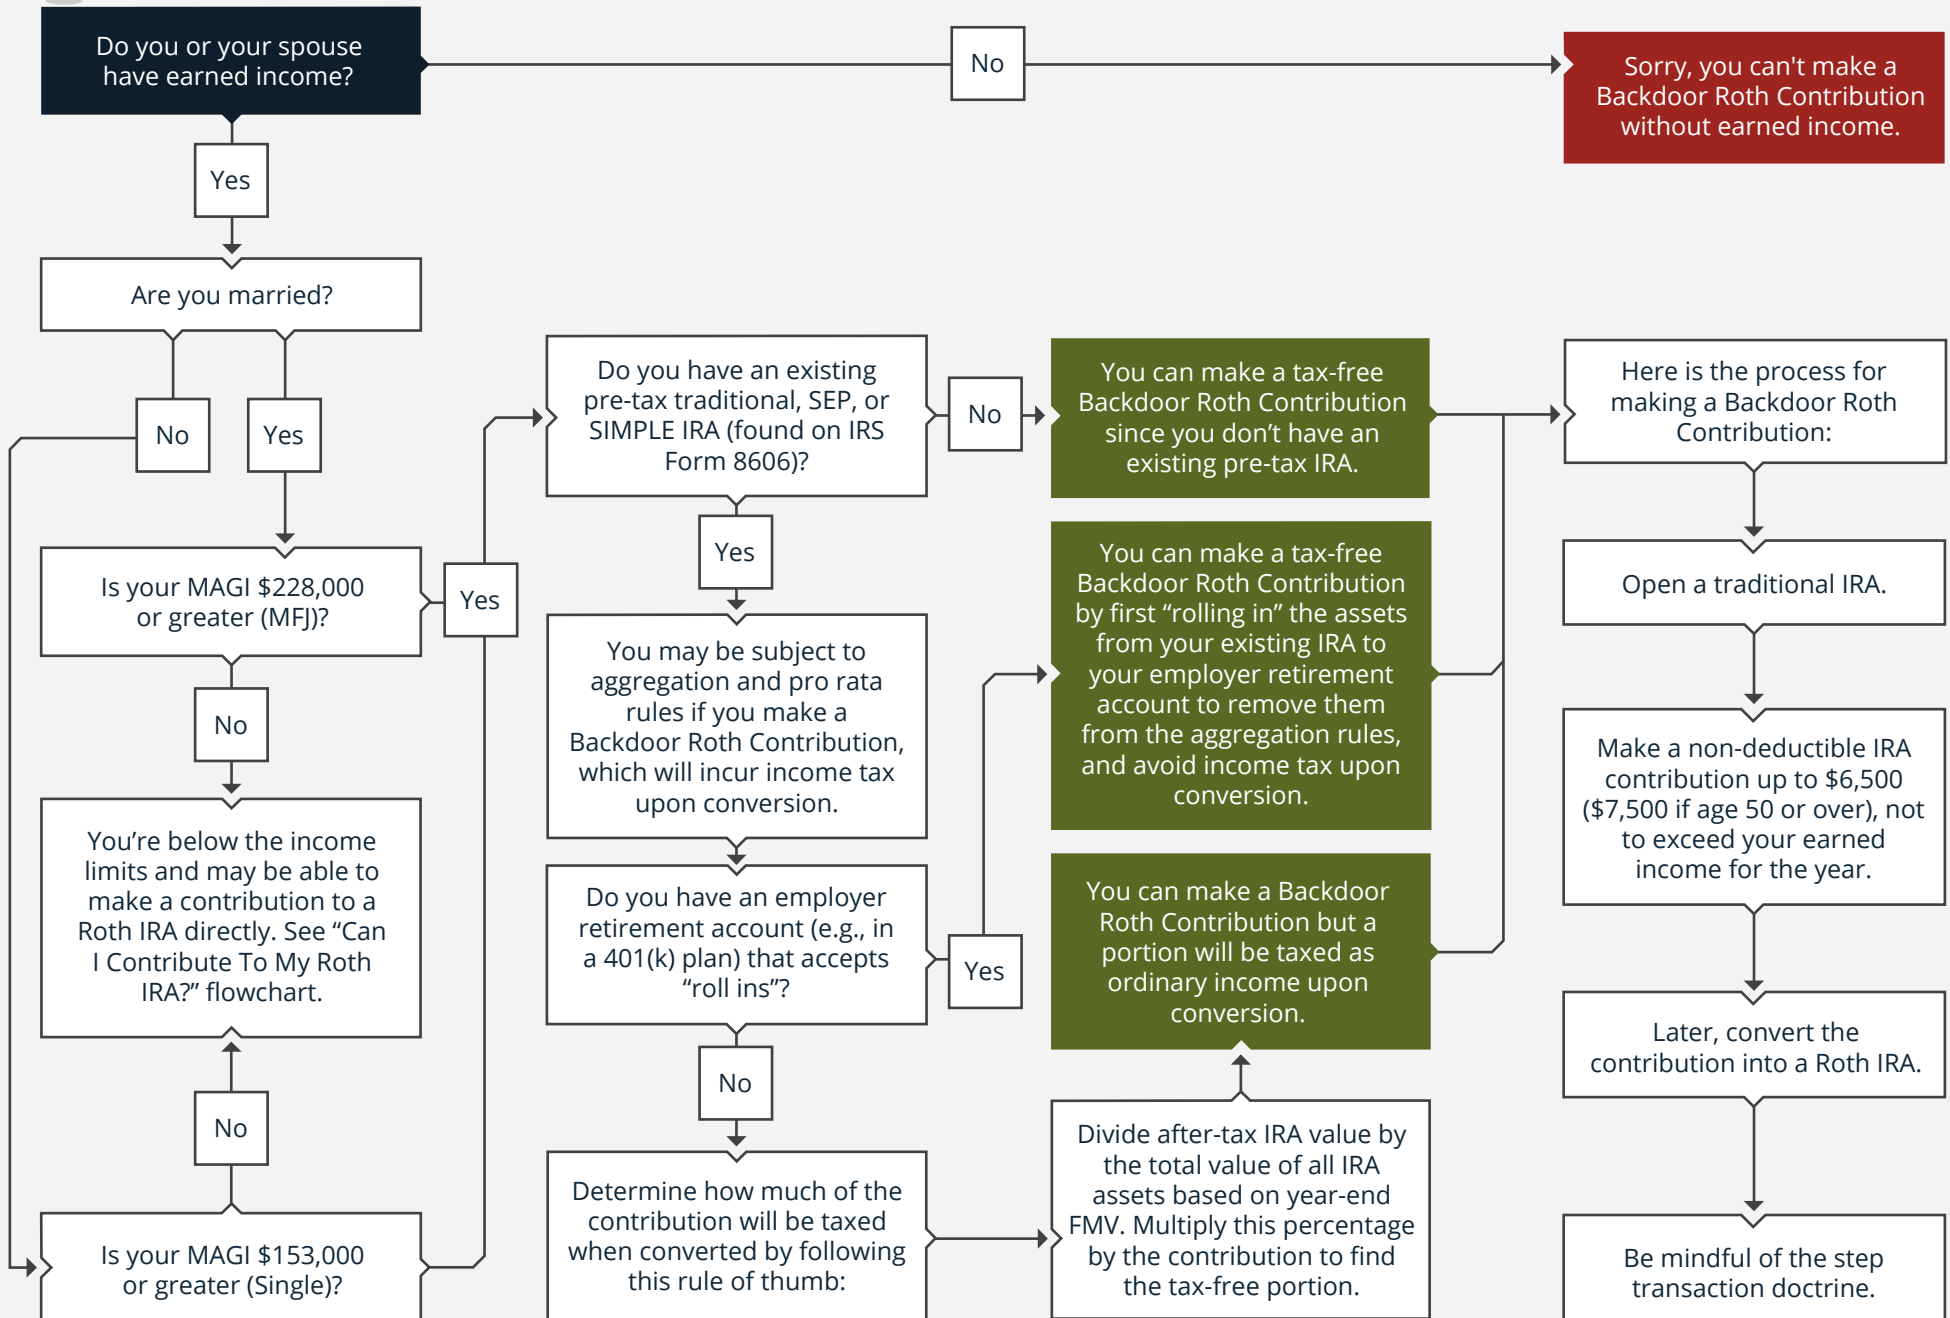 Do you or your spouse
have earned income?
No
Sorry, you can't make a
Backdoor Roth Contribution
without earned income.
Yes
Are you married?
No
Yes
Is your MAGI $228,000
or greater (MFJ)?
Yes
No
You’re below the income
limits and may be able to
make a contribution to a
Roth IRA directly. See “Can
I Contribute To My Roth
IRA?” flowchart.
No
Is your MAGI $153,000
or greater (Single)?
Do you have an existing
pre-tax traditional, SEP, or
SIMPLE IRA (found on IRS
Form 8606)?
No
Yes
You may be subject to
aggregation and pro rata
rules if you make a
Backdoor Roth Contribution,
which will incur income tax
upon conversion.
Do you have an employer
retirement account (e.g., in
a 401(k) plan) that accepts
“roll ins”?
Yes
No
Determine how much of the
contribution will be taxed
when converted by following
this rule of thumb:
You can make a tax-free
Backdoor Roth Contribution
since you don’t have an
existing pre-tax IRA.
You can make a tax-free
Backdoor Roth Contribution
by first “rolling in” the assets
from your existing IRA to
your employer retirement
account to remove them
from the aggregation rules,
and avoid income tax upon
conversion.
You can make a Backdoor
Roth Contribution but a
portion will be taxed as
ordinary income upon
conversion.
Divide after-tax IRA value by
the total value of all IRA
assets based on year-end
FMV. Multiply this percentage
by the contribution to find
the tax-free portion.
Here is the process for
making a Backdoor Roth
Contribution:
Open a traditional IRA.
Make a non-deductible IRA
contribution up to $6,500
($7,500 if age 50 or over), not
to exceed your earned
income for the year.
Later, convert the
contribution into a Roth IRA.
Be mindful of the step
transaction doctrine.